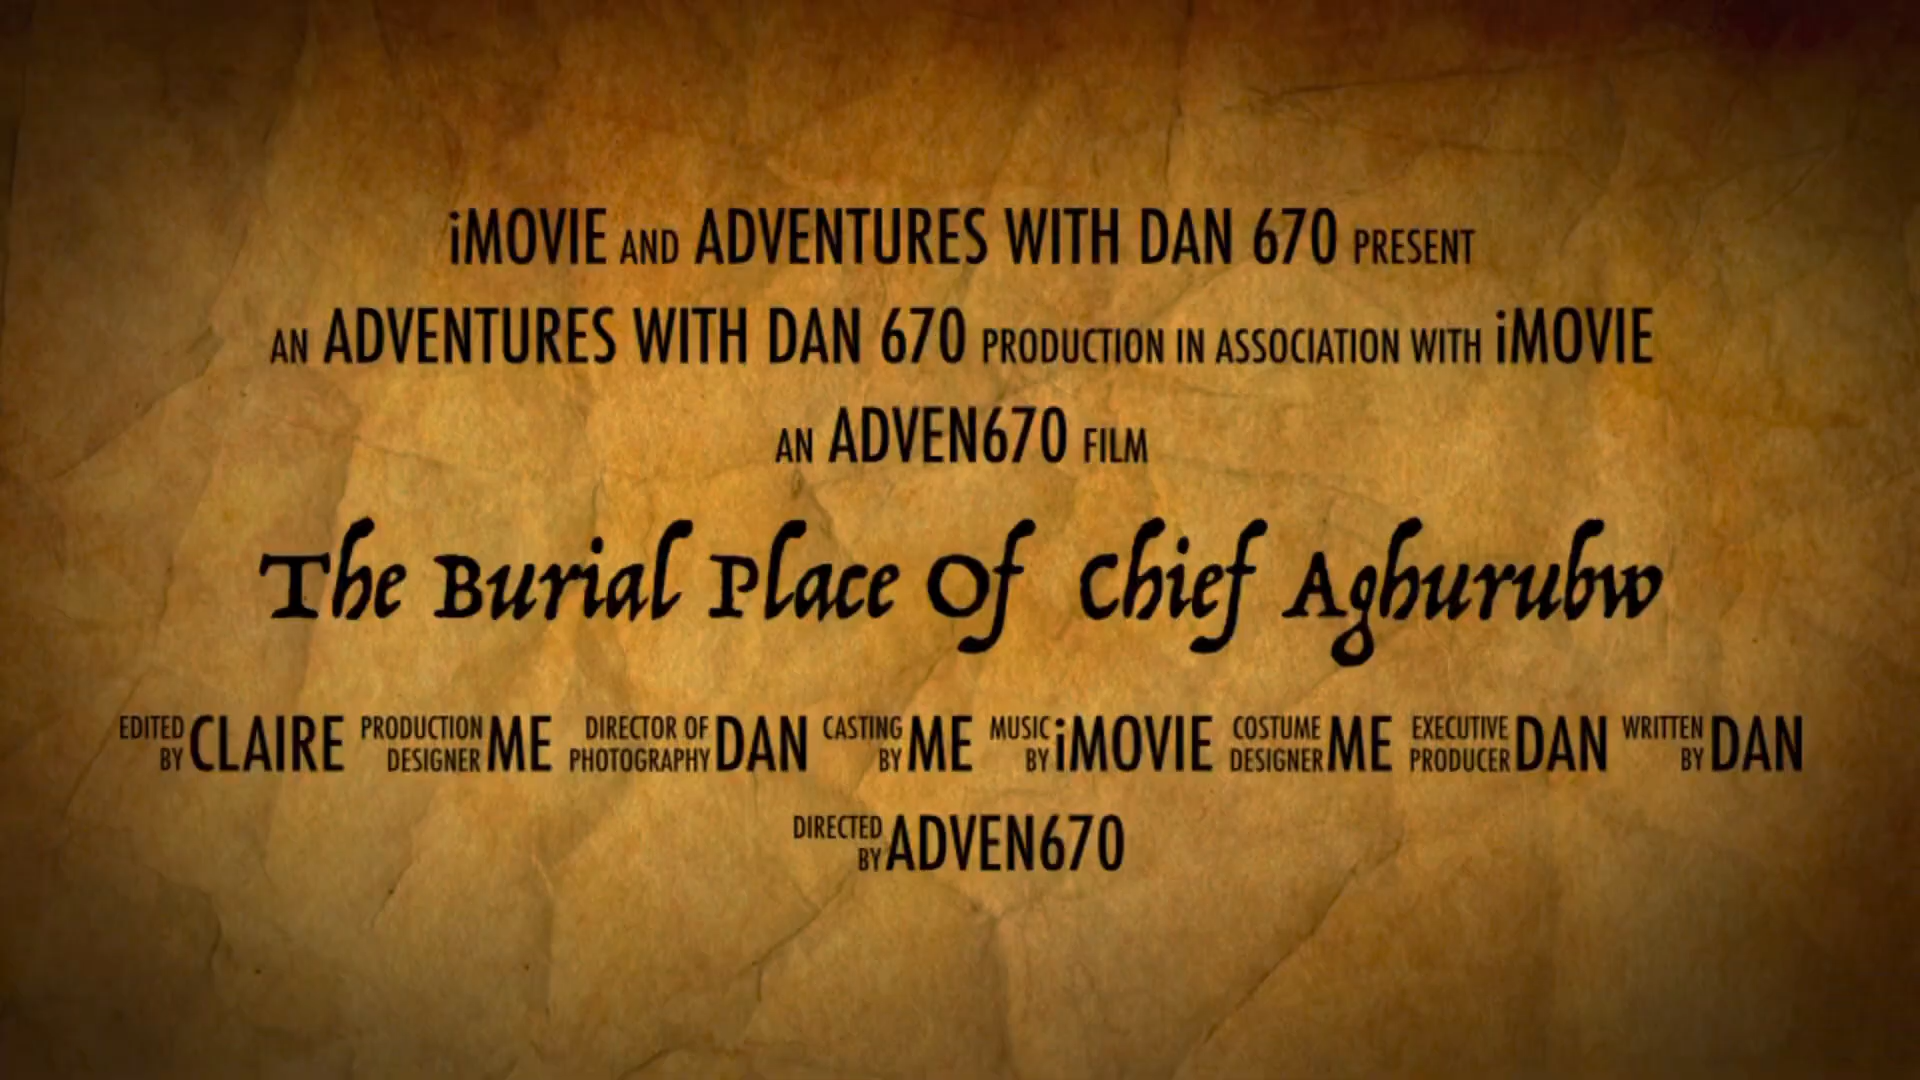 iMOVIE AND ADVENTURES WITH DAN 670 PRESENT
AN ADVENTURES WITH DAN 670 PRODUCTION IN ASSOCIATION WITH iMOVIE
AN ADVEN670 FILM
The Burial Place Of Chief Aghurubw
EDITED BY CLAIRE PRODUCTION DESIGNER ME DIRECTOR OF PHOTOGRAPHY DAN CASTING BY ME MUSIC BY iMOVIE COSTUME DESIGNER ME EXECUTIVE PRODUCER DAN WRITTEN BY DAN
DIRECTED BY ADVEN670